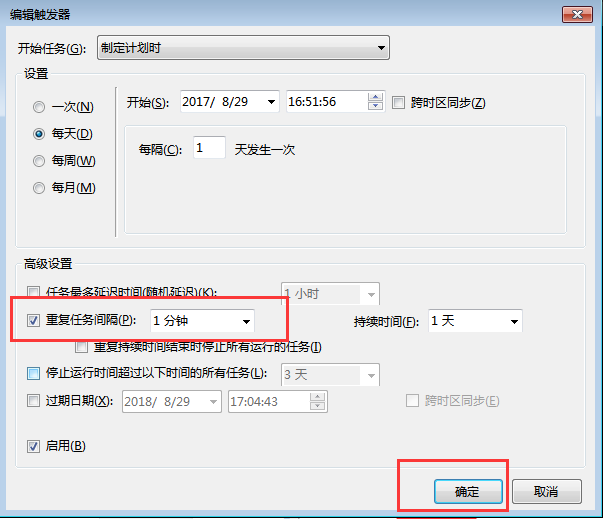 编辑触发器
开始任务(G): 制定计划时
设置
一次(N)
每天(D)
每周(W)
每月(M)
开始(S): 2017/ 8/29 16:51:56 跨时区同步(Z)
每隔(C): 1 天发生一次
高级设置
任务最多延迟时间(随机延迟)(K): 1 小时
重复任务间隔(P): 1 分钟 持续时间(F): 1 天
重复持续时间结束时停止所有运行的任务(I)
停止运行时间超过以下时间的所有任务(L): 3 天
过期日期(X): 2018/ 8/29 17:04:43 跨时区同步(E)
启用(B)
确定 取消